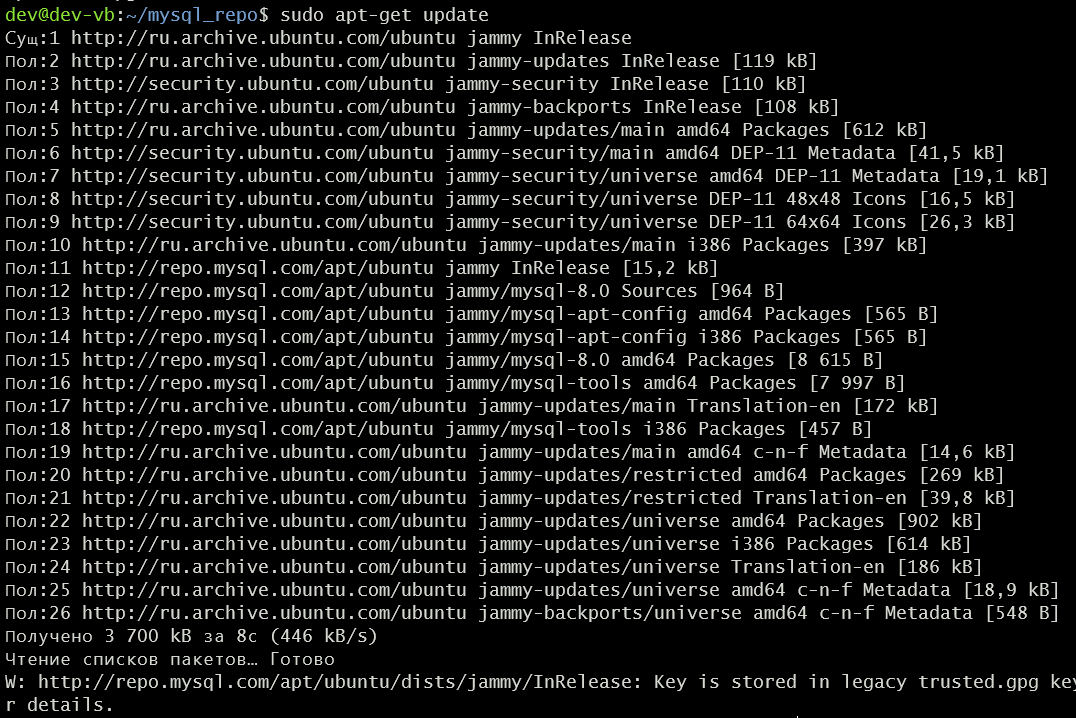 dev@dev-vb:~/mysql_repo$ sudo apt-get update
Сущ:1 http://ru.archive.ubuntu.com/ubuntu jammy InRelease
Пол:2 http://ru.archive.ubuntu.com/ubuntu jammy-updates InRelease [119 kB]
Пол:3 http://security.ubuntu.com/ubuntu jammy-security InRelease [110 kB]
Пол:4 http://ru.archive.ubuntu.com/ubuntu jammy-backports InRelease [108 kB]
Пол:5 http://ru.archive.ubuntu.com/ubuntu jammy-updates/main amd64 Packages [612 kB]
Пол:6 http://security.ubuntu.com/ubuntu jammy-security/main amd64 DEP-11 Metadata [41,5 kB]
Пол:7 http://security.ubuntu.com/ubuntu jammy-security/universe amd64 DEP-11 Metadata [19,1 kB]
Пол:8 http://security.ubuntu.com/ubuntu jammy-security/universe DEP-11 48x48 Icons [16,5 kB]
Пол:9 http://security.ubuntu.com/ubuntu jammy-security/universe DEP-11 64x64 Icons [26,3 kB]
Пол:10 http://ru.archive.ubuntu.com/ubuntu jammy-updates/main i386 Packages [397 kB]
Пол:11 http://repo.mysql.com/apt/ubuntu jammy InRelease [15,2 kB]
Пол:12 http://repo.mysql.com/apt/ubuntu jammy/mysql-8.0 Sources [964 B]
Пол:13 http://repo.mysql.com/apt/ubuntu jammy/mysql-apt-config amd64 Packages [565 B]
Пол:14 http://repo.mysql.com/apt/ubuntu jammy/mysql-apt-config i386 Packages [565 B]
Пол:15 http://repo.mysql.com/apt/ubuntu jammy/mysql-8.0 amd64 Packages [8 615 B]
Пол:16 http://repo.mysql.com/apt/ubuntu jammy/mysql-tools amd64 Packages [7 997 B]
Пол:17 http://ru.archive.ubuntu.com/ubuntu jammy-updates/main Translation-en [172 kB]
Пол:18 http://repo.mysql.com/apt/ubuntu jammy/mysql-tools i386 Packages [457 B]
Пол:19 http://ru.archive.ubuntu.com/ubuntu jammy-updates/main amd64 c-n-f Metadata [14,6 kB]
Пол:20 http://ru.archive.ubuntu.com/ubuntu jammy-updates/restricted amd64 Packages [269 kB]
Пол:21 http://ru.archive.ubuntu.com/ubuntu jammy-updates/restricted Translation-en [39,8 kB]
Пол:22 http://ru.archive.ubuntu.com/ubuntu jammy-updates/universe amd64 Packages [902 kB]
Пол:23 http://ru.archive.ubuntu.com/ubuntu jammy-updates/universe i386 Packages [614 kB]
Пол:24 http://ru.archive.ubuntu.com/ubuntu jammy-updates/universe Translation-en [186 kB]
Пол:25 http://ru.archive.ubuntu.com/ubuntu jammy-updates/universe amd64 c-n-f Metadata [18,9 kB]
Пол:26 http://ru.archive.ubuntu.com/ubuntu jammy-backports/universe amd64 c-n-f Metadata [548 B]
Получено 3 700 kB за 8с (446 kB/s)
Чтение списков пакетов… Готово
W: http://repo.mysql.com/apt/ubuntu/dists/jammy/InRelease: Key is stored in legacy trusted.gpg key
r details.